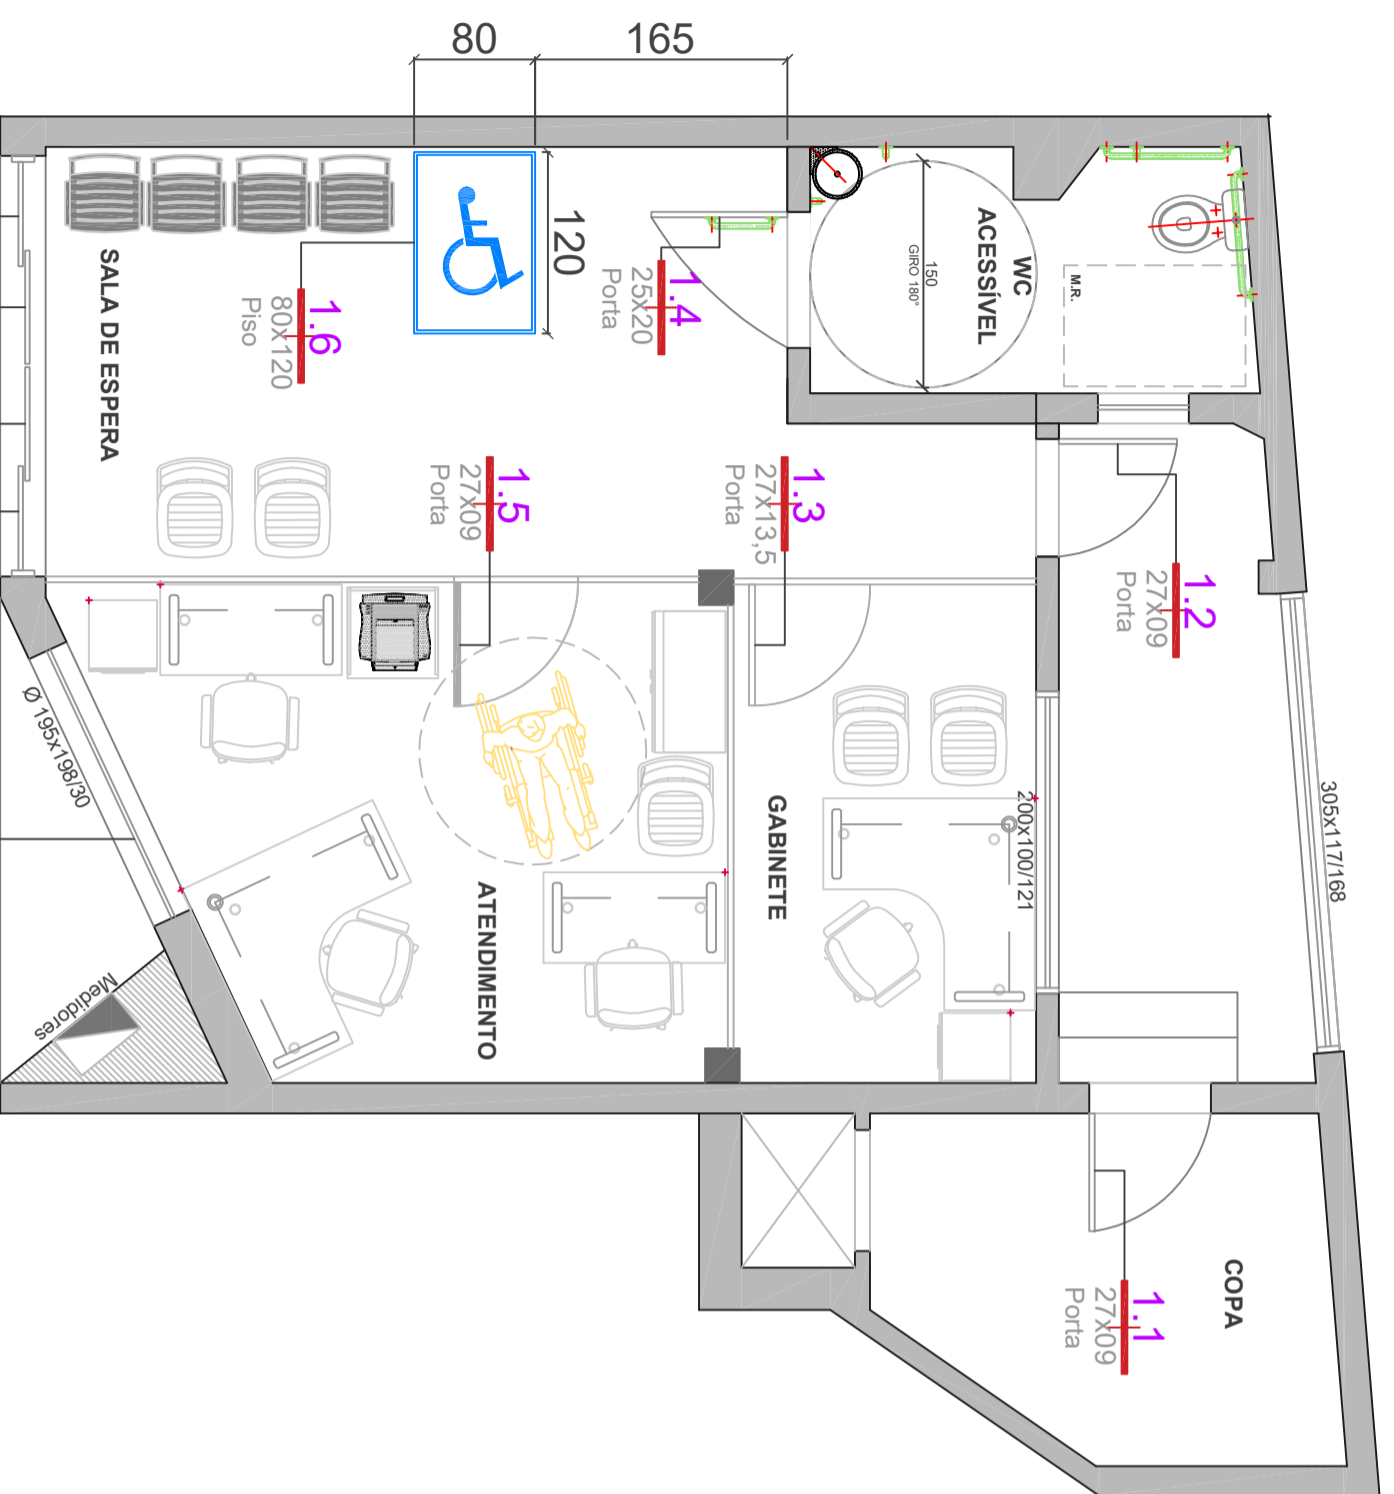 80
165
120
WC
ACESSÍVEL
150
GIRO 180°
M.R.
1.4
25x20
Porta
1.6
80x120
Piso
SALA DE ESPERA
1.5
27x09
Porta
1.3
27x13,5
Porta
1.2
27x09
Porta
Ø 195x198/30
305x117/168
200x100/121
GABINETE
ATENDIMENTO
Medidores
COPA
1.1
27x09
Porta